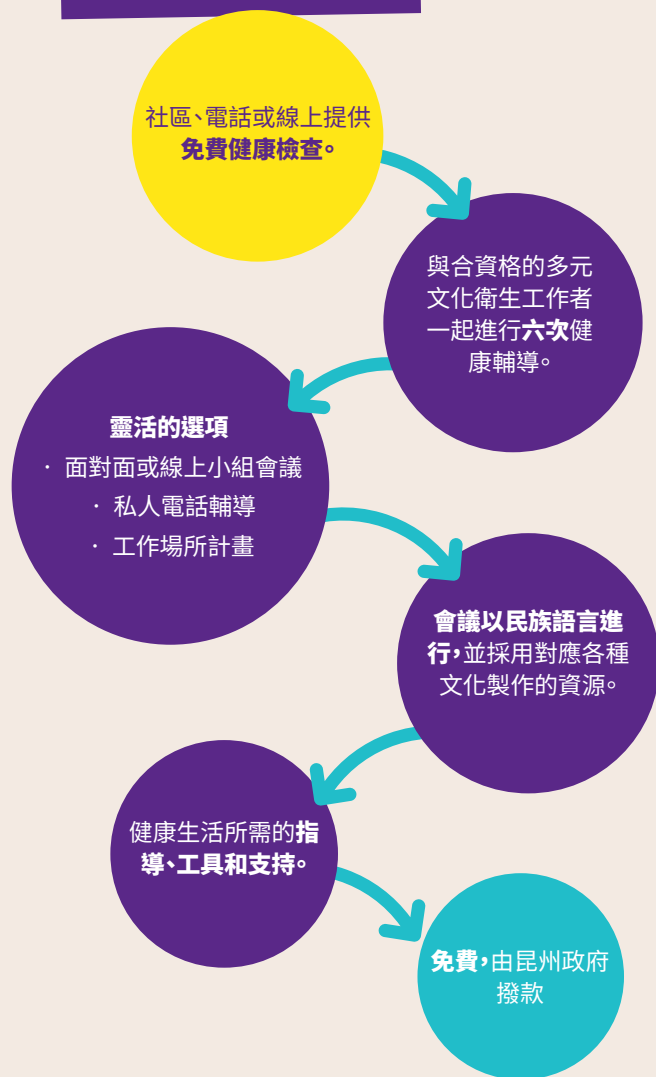 社區、電話或線上提供
免費健康檢查。
與合資格的多元
文化衛生工作者
一起進行六次健
康輔導。
靈活的選項
· 面對面或線上小組會議
· 私人電話輔導
· 工作場所計畫
會議以民族語言進
行，並採用對應各種
文化製作的資源。
健康生活所需的指
導、工具和支持。
免費，由昆州政府
撥款